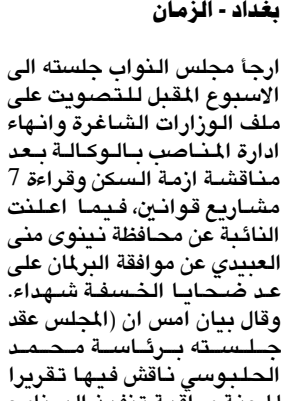 بغداد - الزمان
ارجأ مجلس النواب جلسته الى
الاسبوع المقبل للتصويت على
ملف الوزارات الشاغرة وانهاء
ادارة المناصب بالوكالة بعد
مناقشة ازمة السكن وقراءة 7
مشاريع قوانين، فيما اعلنت
النائبة عن محافظة نينوى منى
العبيدي عن موافقة البرلمان على
عد ضحايا الخسفة شهداء.
وقال بيان امس ان (المجلس عقد
جلسته برئاسة محمد
الحلبوسي ناقش فيها تقريرا